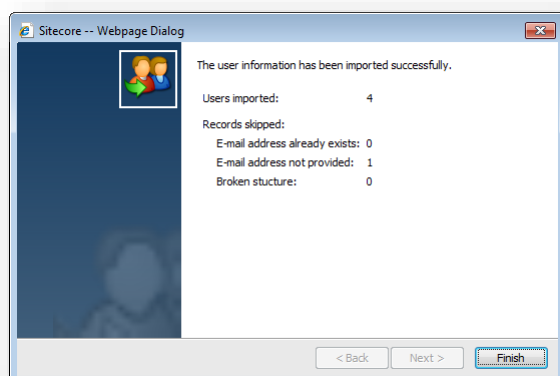 Sitecore -- Webpage Dialog
The user information has been imported successfully.
Users imported: 4
Records skipped:
E-mail address already exists: 0
E-mail address not provided: 1
Broken stucture: 0
< Back Next > Finish